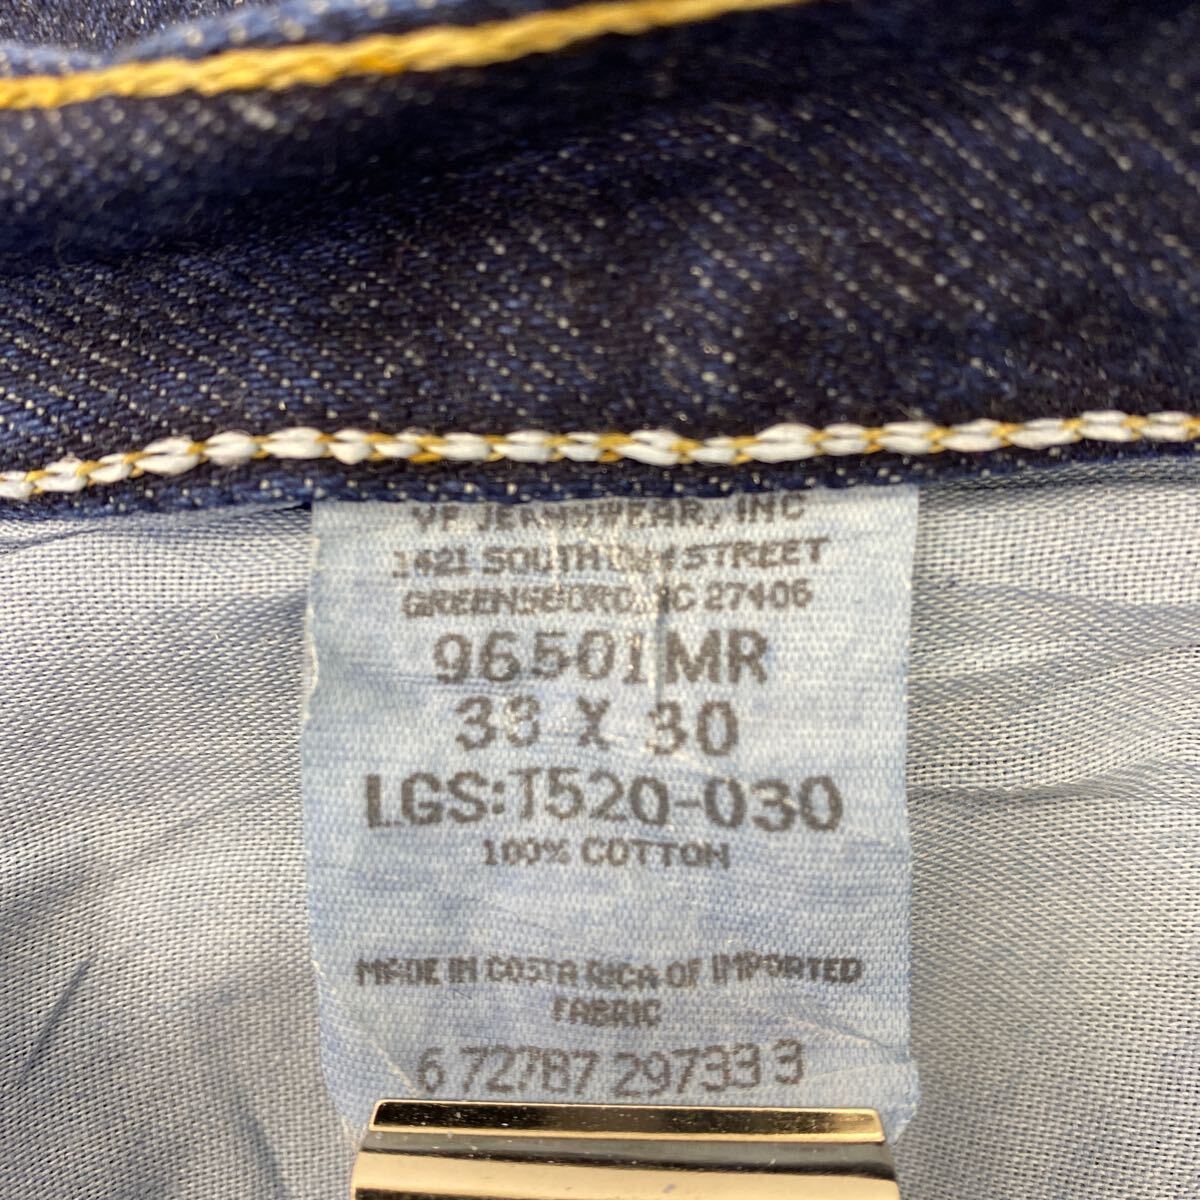 VF JEANSWEAR, INC
1421 SOUTH ELM STREET
GREENSBORO, NC 27406
96501MR
33 X 30
LGS:T520-030
100% COTTON
MADE IN COSTA RICA OF IMPORTED
FABRIC
6 72787 29733 3